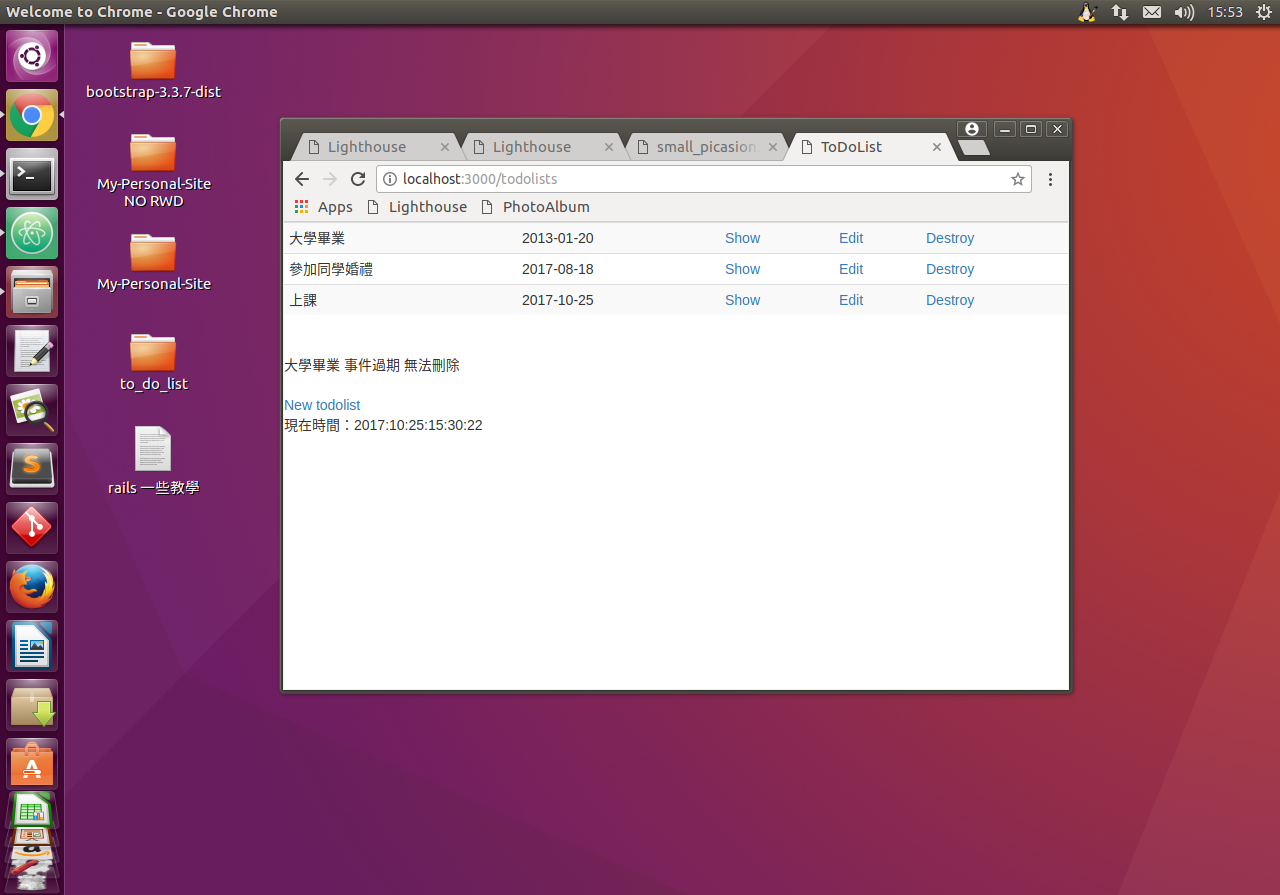 Welcome to Chrome - Google Chrome
15:53
bootstrap-3.3.7-dist
My-Personal-Site
NO RWD
My-Personal-Site
to_do_list
rails 一些教學
Lighthouse
Lighthouse
small_picasion
ToDoList
localhost:3000/todolists
Apps
Lighthouse
PhotoAlbum
大學畢業 2013-01-20 Show Edit Destroy
參加同學婚禮 2017-08-18 Show Edit Destroy
上課 2017-10-25 Show Edit Destroy
大學畢業 事件過期 無法刪除
New todolist
現在時間：2017:10:25:15:30:22